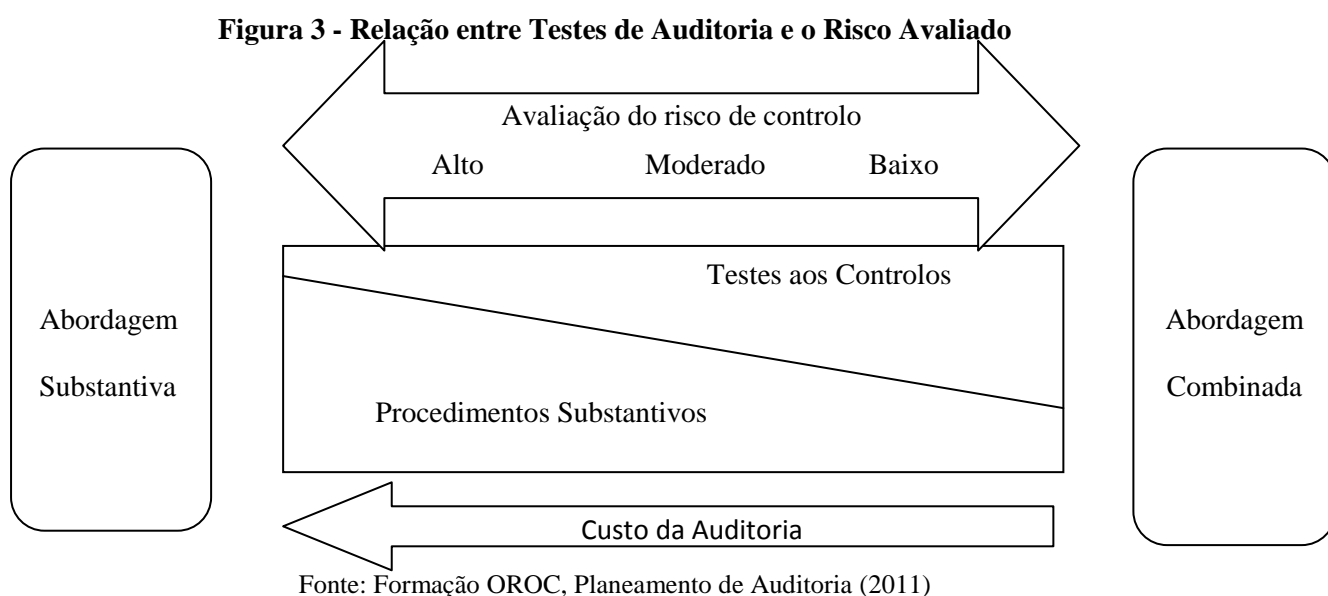 Figura 3 - Relação entre Testes de Auditoria e o Risco Avaliado
Avaliação do risco de controlo
Alto Moderado Baixo
Abordagem
Substantiva
Testes aos Controlos
Procedimentos Substantivos
Abordagem
Combinada
Custo da Auditoria
Fonte: Formação OROC, Planeamento de Auditoria (2011)